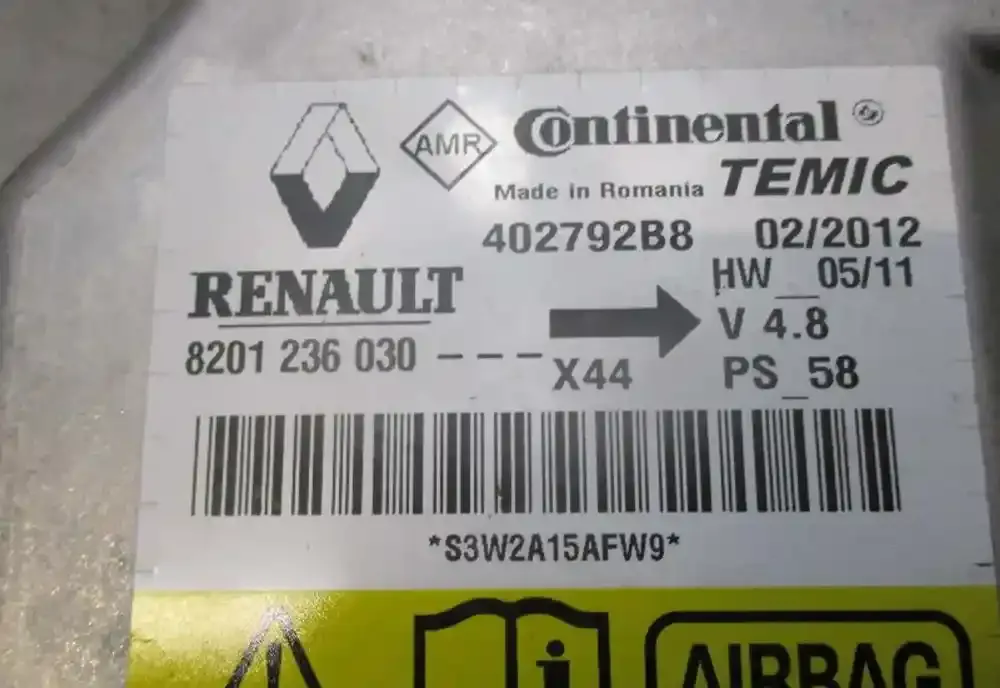 AMR Continental
Made in Romania TEMIC
402792B8 02/2012
HW__05/11
RENAULT
V 4.8
8201 236 030 ---
X44 PS_58
*S3W2A15AFW9*
i
AIRBAG